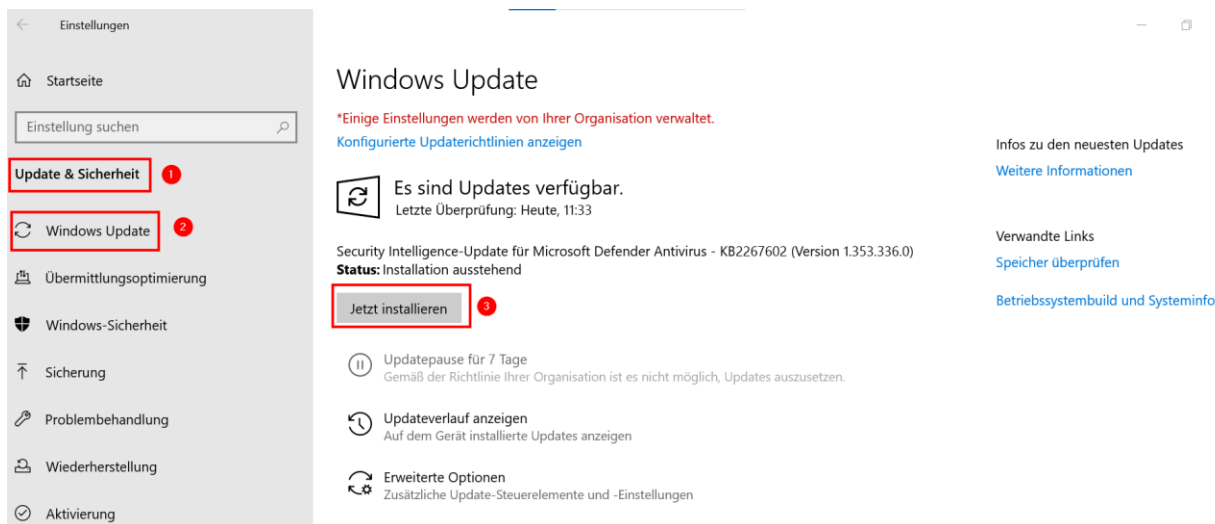 Einstellungen
Startseite
Einstellung suchen
Update & Sicherheit 1
Windows Update 2
Übermittlungsoptimierung
Windows-Sicherheit
Sicherung
Problembehandlung
Wiederherstellung
Aktivierung
Windows Update
*Einige Einstellungen werden von Ihrer Organisation verwaltet.
Konfigurierte Updaterichtlinien anzeigen
Es sind Updates verfügbar.
Letzte Überprüfung: Heute, 11:33
Security Intelligence-Update für Microsoft Defender Antivirus - KB2267602 (Version 1.353.336.0)
Status: Installation ausstehend
Jetzt installieren 3
Updatepause für 7 Tage
Gemäß der Richtlinie Ihrer Organisation ist es nicht möglich, Updates auszusetzen.
Updateverlauf anzeigen
Auf dem Gerät installierte Updates anzeigen
Erweiterte Optionen
Zusätzliche Update-Steuerelemente und -Einstellungen
Infos zu den neuesten Updates
Weitere Informationen
Verwandte Links
Speicher überprüfen
Betriebssystembuild und Systeminfo